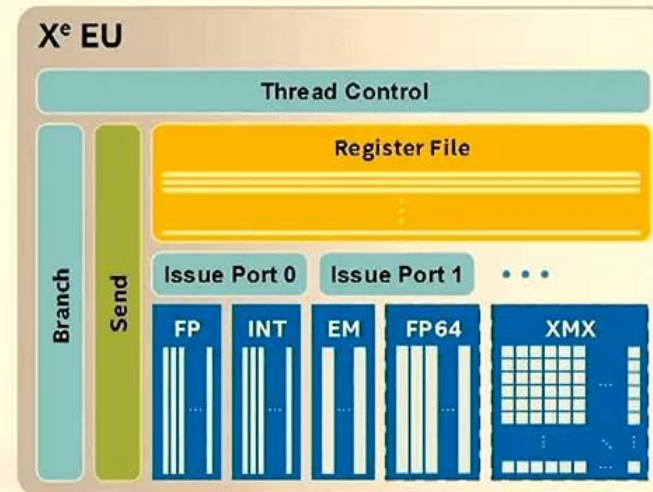 Xᵉ EU
Thread Control
Branch
Send
Register File
Issue Port 0
Issue Port 1
FP
INT
EM
FP64
XMX